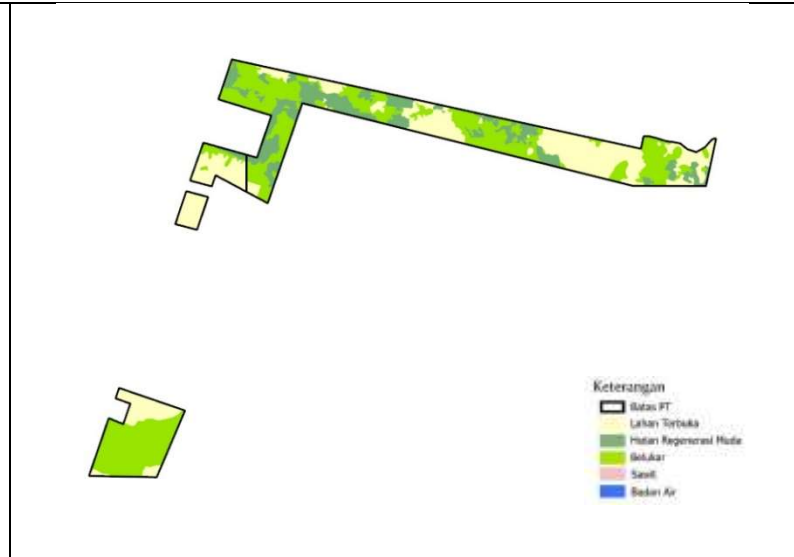 Keterangan
Batas PT
Lahan Terbuka
Hutan Regenerasi Muda
Belukar
Sawit
Badan Air